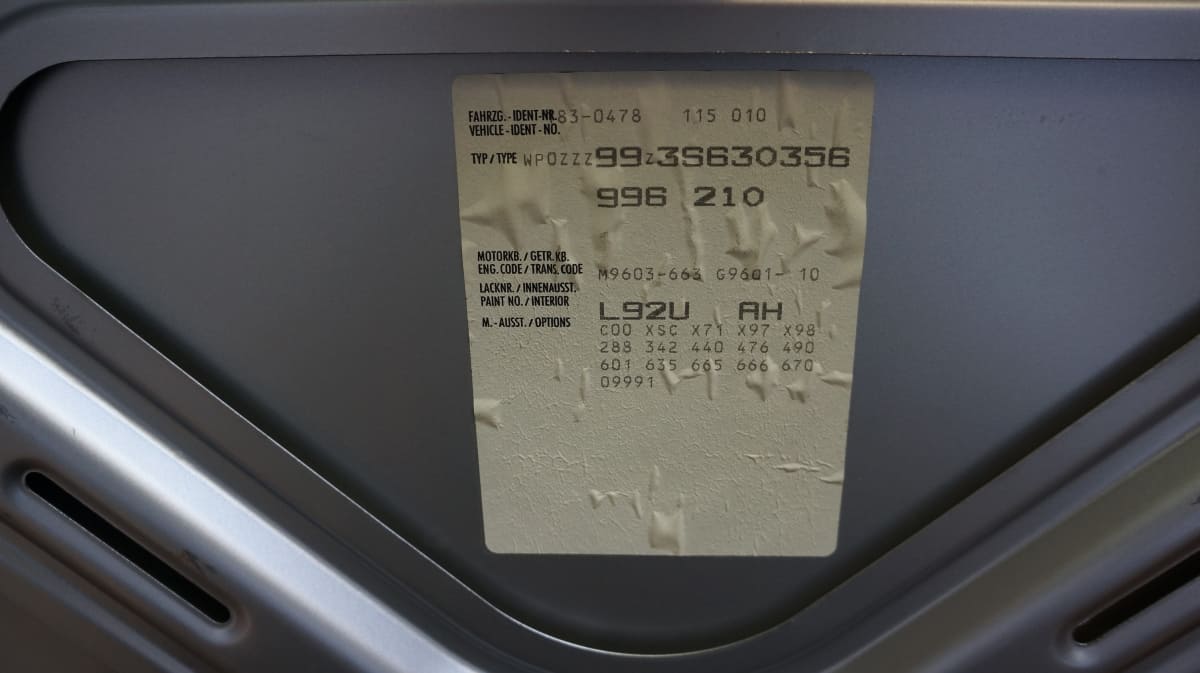 FAHRZG.-IDENT-NR. 83-0478 115 010
VEHICLE-IDENT-NO.
TYP/TYPE WP0ZZZ99Z3S630356
996 210
MOTORKB./GETR.KB.
ENG.CODE/TRANS.CODE M9603-663 G9601- 10
LACKNR./INNENAUSST.
PAINT NO./INTERIOR L92U AH
M.-AUSST./OPTIONS
C00 XSC X71 X97 X98
288 342 440 476 490
601 635 665 666 670
09991